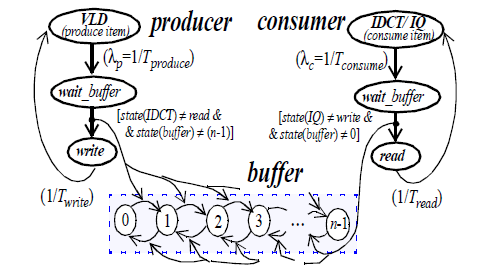 VLD
(produce item)
producer
consumer
IDCT/IQ
(consume item)
(λp=1/Tproduce)
(λc=1/Tconsume)
wait_buffer
wait_buffer
[state(IDCT) ≠ read &
& state(buffer) ≠ (n-1)]
[state(IQ) ≠ write &
& state(buffer) ≠ 0]
write
read
buffer
(1/Twrite)
(1/Tread)
0 1 2 3 ... n-1